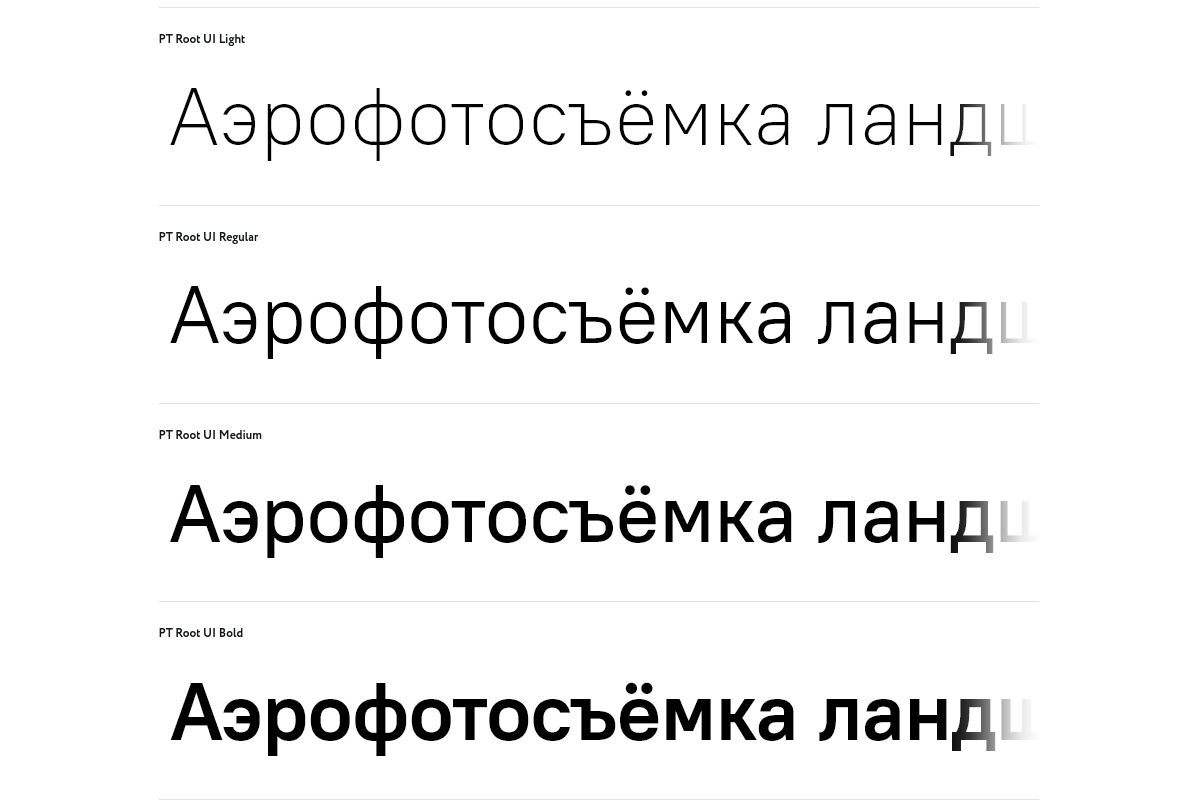 PT Root UI Light
Аэрофотосъёмка ландш
PT Root UI Regular
Аэрофотосъёмка ландш
PT Root UI Medium
Аэрофотосъёмка ландш
PT Root UI Bold
Аэрофотосъёмка ландш